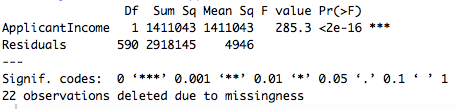 Df Sum Sq Mean Sq F value Pr(>F)
ApplicantIncome 1 1411043 1411043 285.3 <2e-16 ***
Residuals 590 2918145 4946
---
Signif. codes: 0 ‘***’ 0.001 ‘**’ 0.01 ‘*’ 0.05 ‘.’ 0.1 ‘ ’ 1
22 observations deleted due to missingness